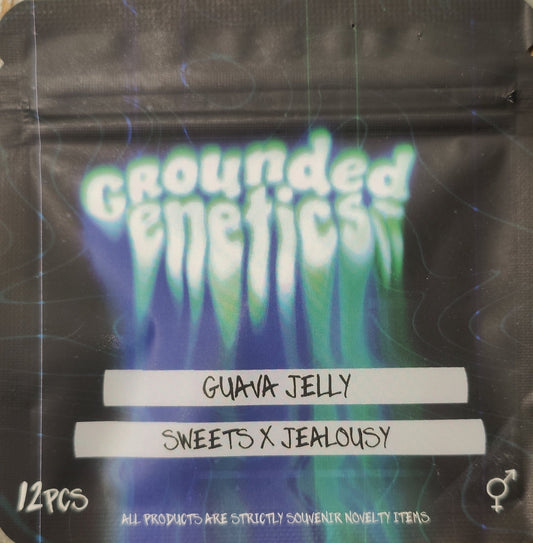 GROUNDED
ENETICS
GUAVA JELLY
SWEETS X JEALOUSY
12PCS
ALL PRODUCTS ARE STRICTLY SOUVENIR NOVELTY ITEMS